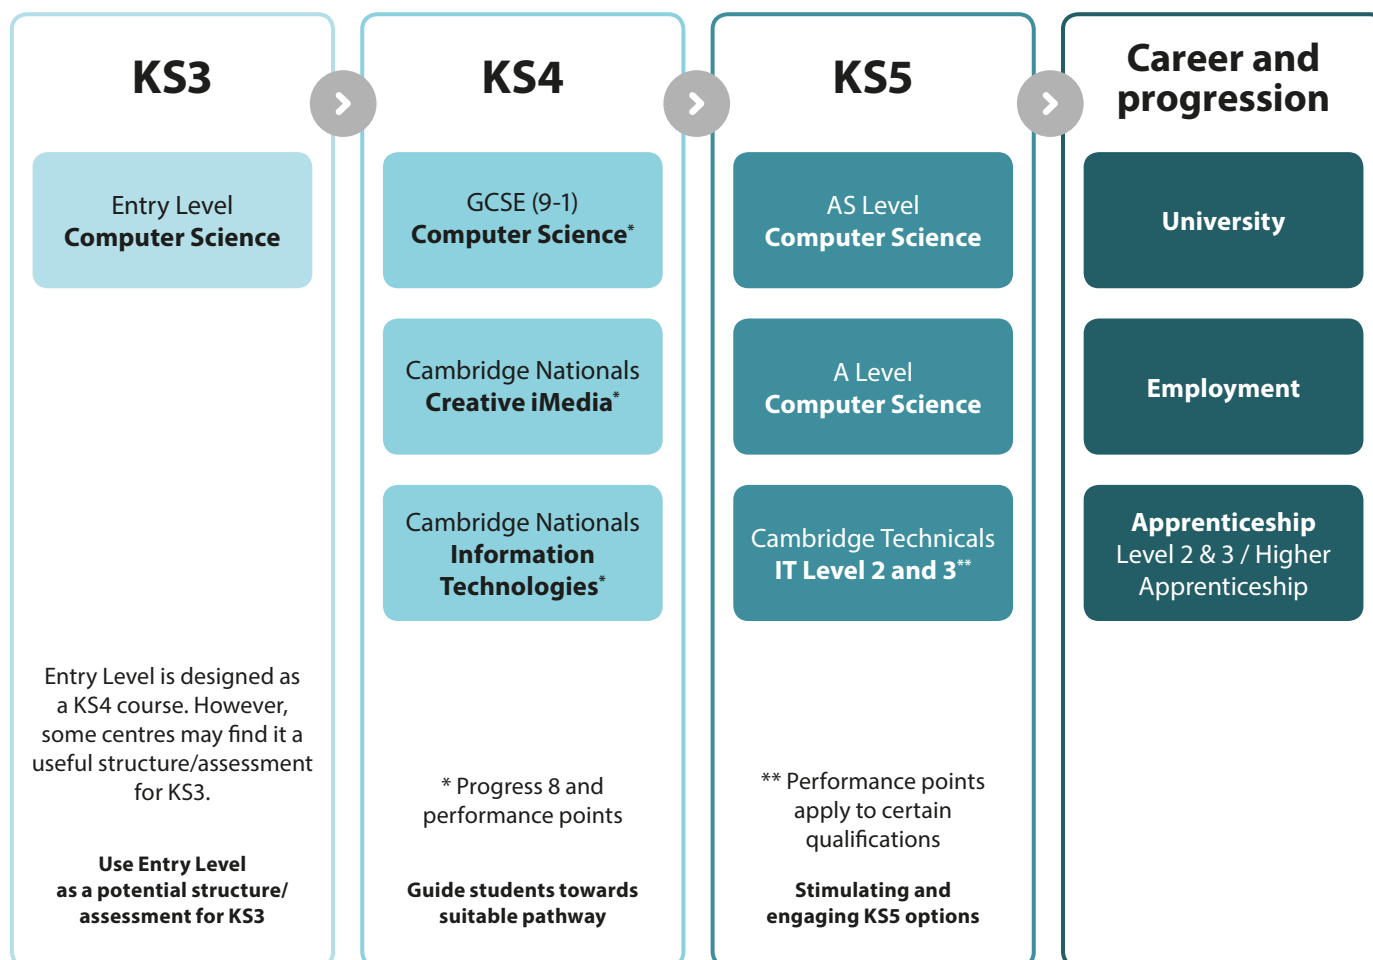 KS3
Entry Level
Computer Science
Entry Level is designed as
a KS4 course. However,
some centres may find it a
useful structure/assessment
for KS3.
Use Entry Level
as a potential structure/
assessment for KS3
KS4
GCSE (9-1)
Computer Science*
Cambridge Nationals
Creative iMedia*
Cambridge Nationals
Information
Technologies*
* Progress 8 and
performance points
Guide students towards
suitable pathway
KS5
AS Level
Computer Science
A Level
Computer Science
Cambridge Technicals
IT Level 2 and 3**
** Performance points
apply to certain
qualifications
Stimulating and
engaging KS5 options
Career and
progression
University
Employment
Apprenticeship
Level 2 & 3 / Higher
Apprenticeship